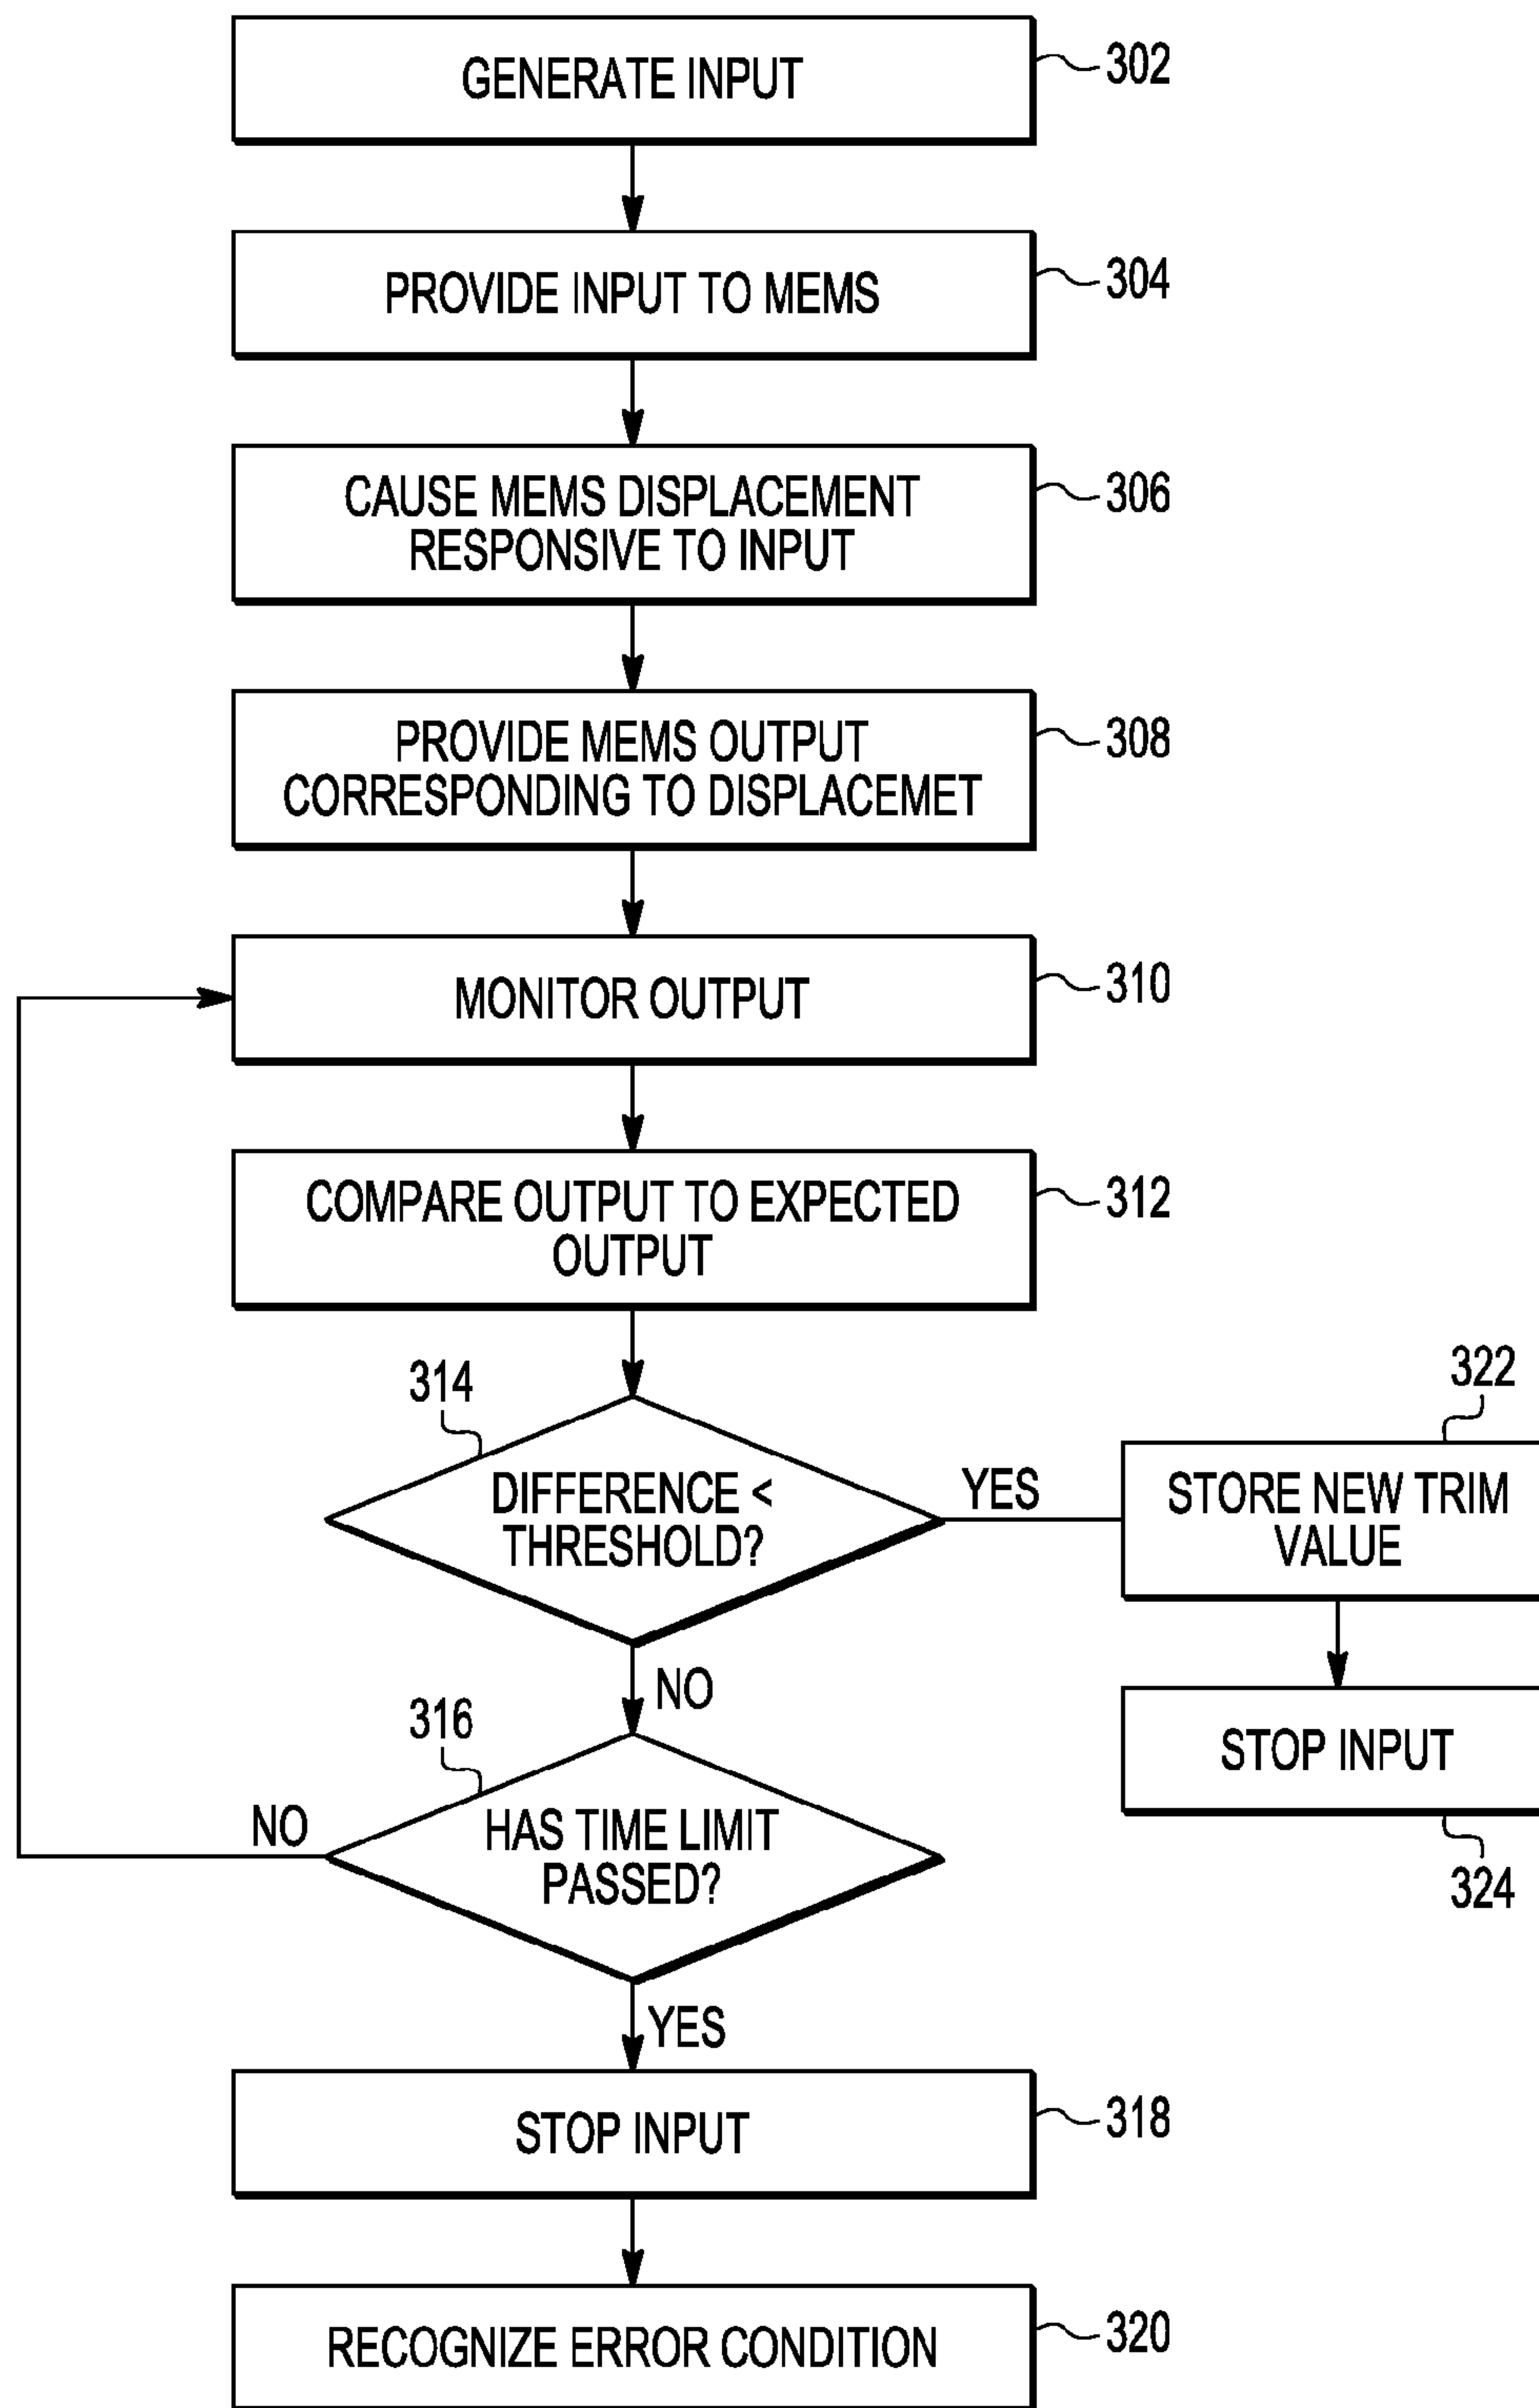 GENERATE INPUT
302
PROVIDE INPUT TO MEMS
304
CAUSE MEMS DISPLACEMENT
RESPONSIVE TO INPUT
306
PROVIDE MEMS OUTPUT
CORRESPONDING TO DISPLACEMET
308
MONITOR OUTPUT
310
COMPARE OUTPUT TO EXPECTED
OUTPUT
312
314
DIFFERENCE <
THRESHOLD?
YES
322
STORE NEW TRIM
VALUE
NO
STOP INPUT
324
316
HAS TIME LIMIT
PASSED?
NO
YES
STOP INPUT
318
RECOGNIZE ERROR CONDITION
320